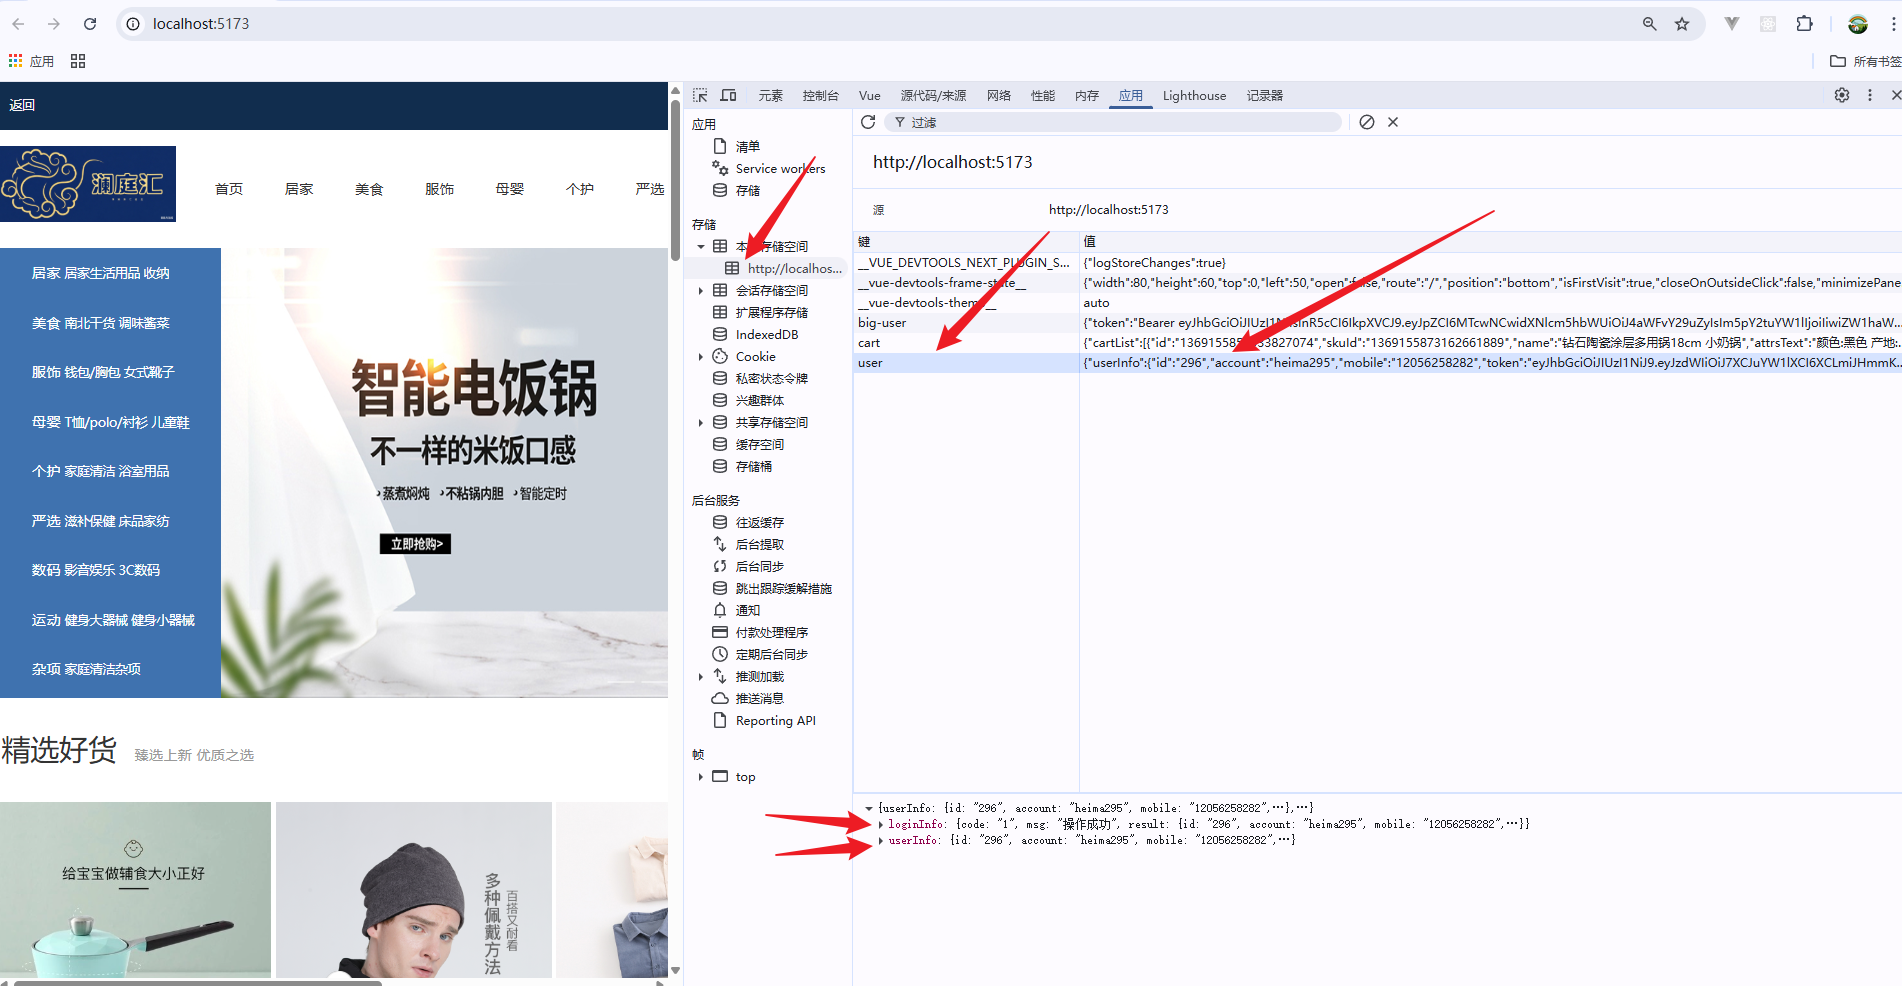 localhost:5173
应用
所有书签
返回
澜庭汇
首页 居家 美食 服饰 母婴 个护 严选
居家 居家生活用品 收纳
美食 南北干货 调味酱菜
服饰 钱包/胸包 女式靴子
母婴 T恤/polo/衬衫 儿童鞋
个护 家庭清洁 浴室用品
严选 滋补保健 床品家纺
数码 影音娱乐 3C数码
运动 健身大器械 健身小器械
杂项 家庭清洁杂项
智能电饭锅
不一样的米饭口感
蒸煮焖炖 不粘锅内胆 智能定时
立即抢购>
精选好货 臻选上新 优质之选
给宝宝做辅食大小正好
多种佩戴方法
百搭又耐看
元素 控制台 Vue 源代码/来源 网络 性能 内存 应用 Lighthouse 记录器
应用
清单
Service workers
存储
存储
本 存储空间
http://localhos...
会话存储空间
扩展程序存储
IndexedDB
Cookie
私密状态令牌
兴趣群体
共享存储空间
缓存空间
存储桶
后台服务
往返缓存
后台提取
后台同步
跳出跟踪缓解措施
通知
付款处理程序
定期后台同步
推测加载
推送消息
Reporting API
帧
top
过滤
http://localhost:5173
源 http://localhost:5173
键 值
__VUE_DEVTOOLS_NEXT_PLUGIN_S... {"logStoreChanges":true}
__vue-devtools-frame-state__ {"width":80,"height":60,"top":0,"left":50,"open":false,"route":"/","position":"bottom","isFirstVisit":true,"closeOnOutsideClick":false,"minimizePane
__vue-devtools-theme__ auto
big-user {"token":"Bearer
cart {"cartList":[{"id": "skuId":"1369155873162661889","name":"钻石陶瓷涂层多用锅18cm 小奶锅","attrsText":"颜色:黑色 产地:...
user {"userInfo":{"id":"296","account":"heima295","mobile":"12056258282","token":
{userInfo: {id: "296", account: "heima295", mobile: "12056258282",…},…}
loginInfo: {code: "1", msg: "操作成功", result: {id: "296", account: "heima295", mobile: "12056258282",…}}
userInfo: {id: "296", account: "heima295", mobile: "12056258282",…}